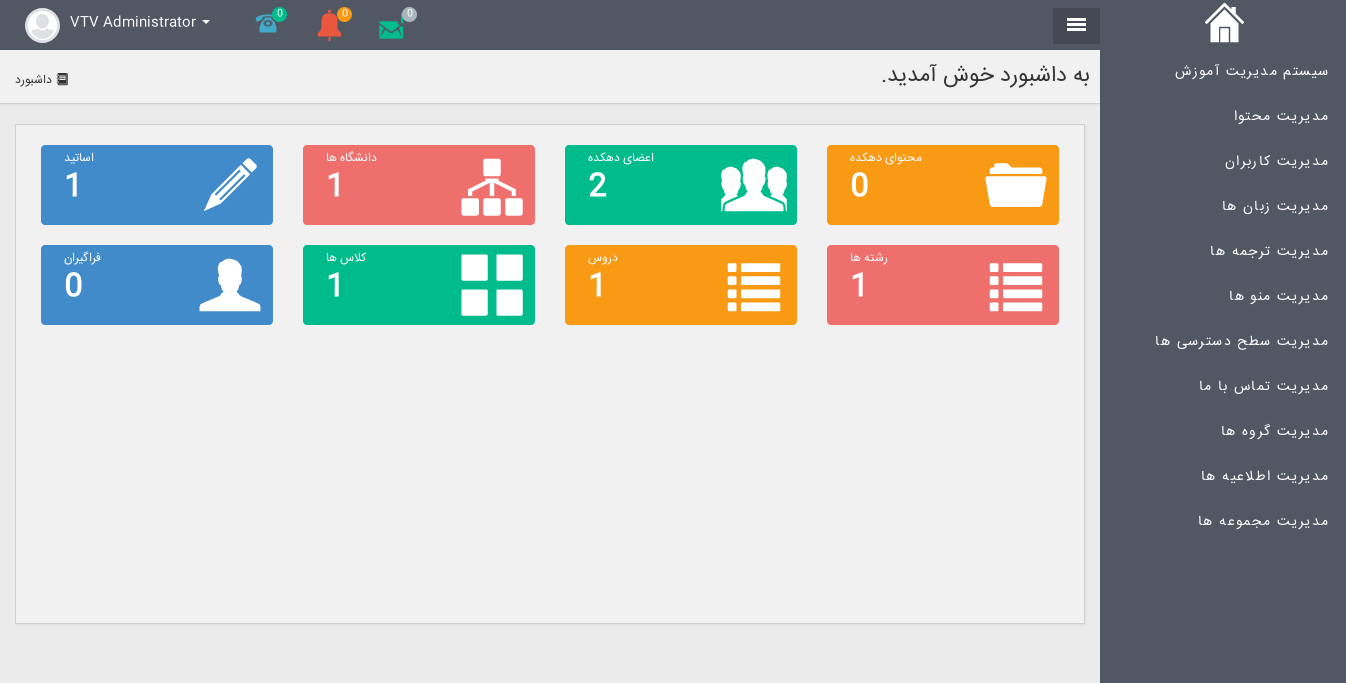 VTV Administrator
0
0
0
به داشبورد خوش آمدید.
داشبورد
محتوای دهکده
0
اعضای دهکده
2
دانشگاه ها
1
اساتید
1
رشته ها
1
دروس
1
کلاس ها
1
فراگیران
0
سیستم مدیریت آموزش
مدیریت محتوا
مدیریت کاربران
مدیریت زبان ها
مدیریت ترجمه ها
مدیریت منو ها
مدیریت سطح دسترسی ها
مدیریت تماس با ما
مدیریت گروه ها
مدیریت اطلاعیه ها
مدیریت مجموعه ها